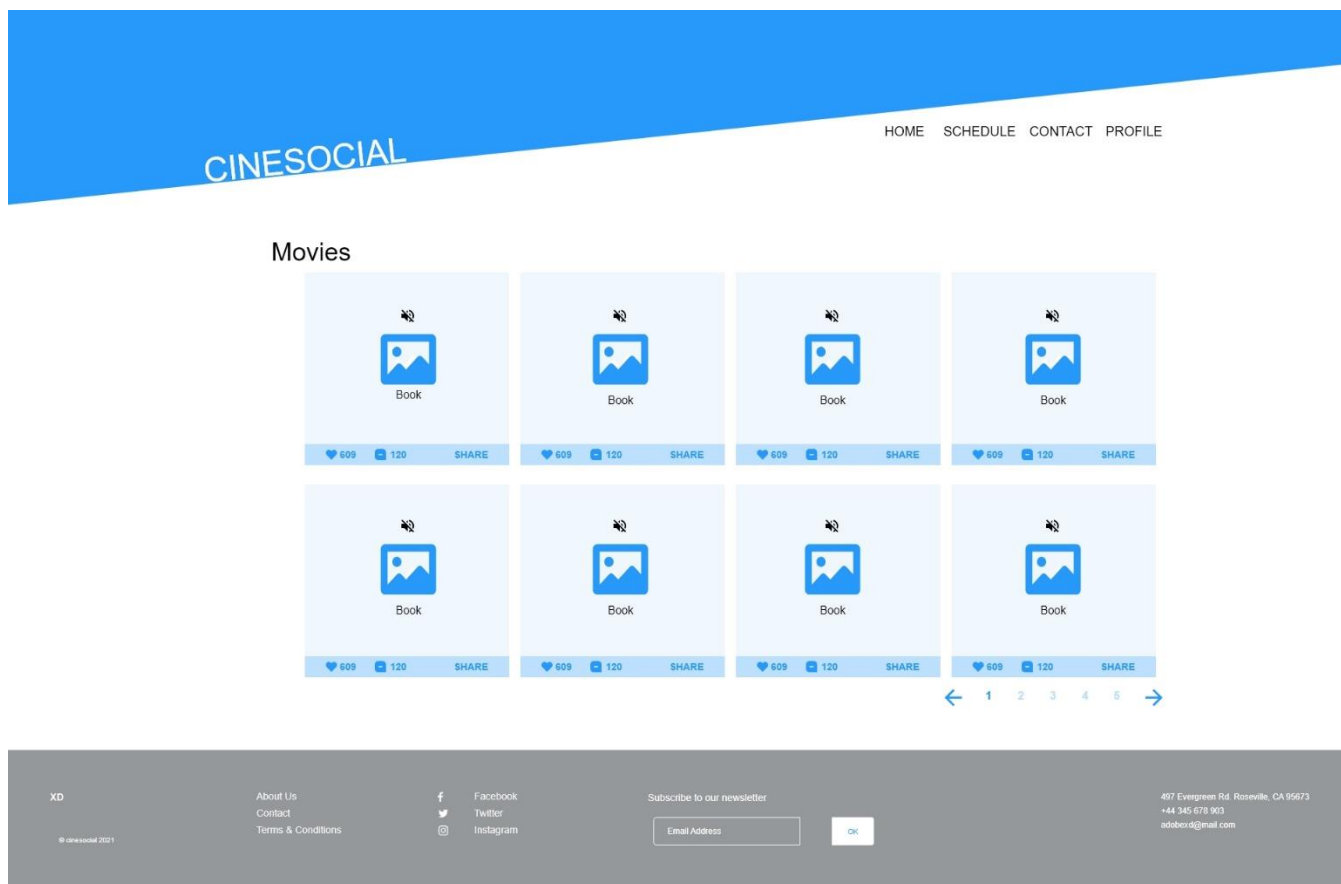 CINESOCIAL
HOME SCHEDULE CONTACT PROFILE
Movies
Book Book Book Book
609 120 SHARE 609 120 SHARE 609 120 SHARE 609 120 SHARE
Book Book Book Book
609 120 SHARE 609 120 SHARE 609 120 SHARE 609 120 SHARE
1 2 3 4 5
XD
© cinesocial 2021
About Us
Contact
Terms & Conditions
Facebook
Twitter
Instagram
Subscribe to our newsletter
Email Address
OK
497 Evergreen Rd. Roseville, CA 95673
+44 345 678 903
adobexd@mail.com